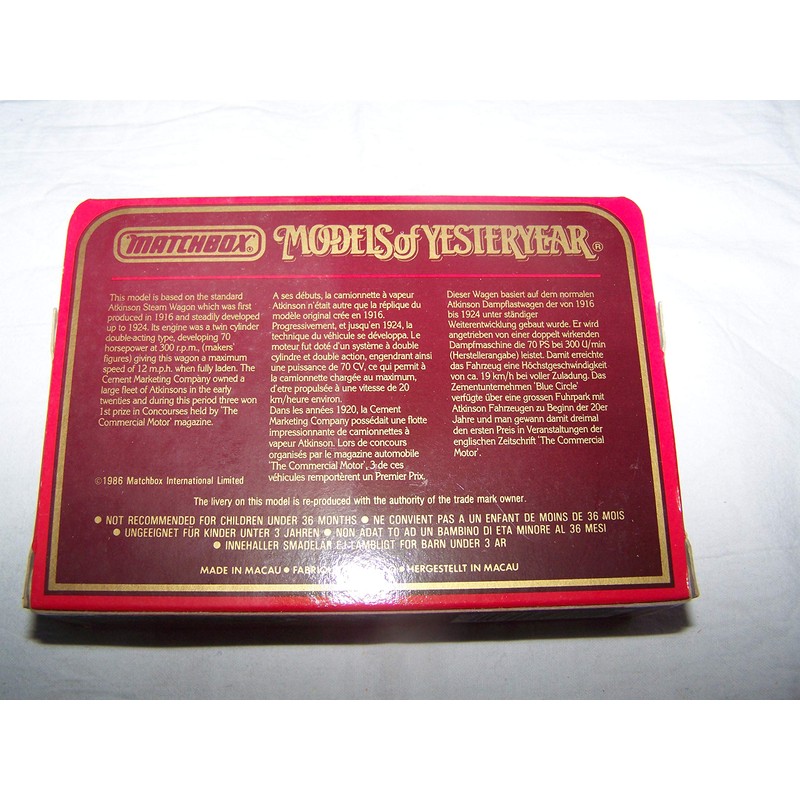 MATCHBOX®
MODELS of YESTERYEAR®
This model is based on the standard
Atkinson Steam Wagon which was first
produced in 1916 and steadily developed
up to 1924. Its engine was a twin cylinder
double-acting type, developing 70
horsepower at 300 r.p.m., (makers'
figures) giving this wagon a maximum
speed of 12 m.p.h. when fully laden. The
Cement Marketing Company owned a
large fleet of Atkinsons in the early
twenties and during this period three won
1st prize in Concourses held by 'The
Commercial Motor' magazine.
©1986 Matchbox International Limited
A ses débuts, la camionnette à vapeur
Atkinson n'était autre que la réplique du
modèle original crée en 1916.
Progressivement, et jusqu'en 1924, la
technique du véhicule se développa. Le
moteur fut doté d'un système à double
cylindre et double action, engendrant ainsi
une puissance de 70 CV, ce qui permit à
la camionnette chargée au maximum,
d'etre propulsée à une vitesse de 20
km/heure environ.
Dans les années 1920, la Cement
Marketing Company possédait une flotte
impressionnante de camionnettes à
vapeur Atkinson. Lors de concours
organisés par le magazine automobile
'The Commercial Motor', 3 de ces
véhicules remportèrent un Premier Prix.
Dieser Wagen basiert auf dem normalen
Atkinson Dampflastwagen der von 1916
bis 1924 unter ständiger
Weiterentwicklung gebaut wurde. Er wird
angetrieben von einer doppelt wirkenden
Dampfmaschine die 70 PS bei 300 U/min
(Herstellerangabe) leistet. Damit erreichte
das Fahrzeug eine Höchstgeschwindigkeit
von ca. 19 km/h bei voller Zuladung. Das
Zementunternehmen 'Blue Circle'
verfügte über eine grossen Fuhrpark mit
Atkinson Fahrzeugen zu Beginn der 20er
Jahre und man gewann damit dreimal
den ersten Preis in Veranstaltungen der
englischen Zeitschrift 'The Commercial
Motor'.
The livery on this model is re-produced with the authority of the trade mark owner.
● NOT RECOMMENDED FOR CHILDREN UNDER 36 MONTHS ● NE CONVIENT PAS A UN ENFANT DE MOINS DE 36 MOIS
● UNGEEIGNET FÜR KINDER UNTER 3 JAHREN ● NON ADAT TO AD UN BAMBINO DI ETA MINORE AL 36 MESI
● INNEHALLER SMADELAR EJ LAMBLIGT FOR BARN UNDER 3 AR
MADE IN MACAU ● ● HERGESTELLT IN MACAU